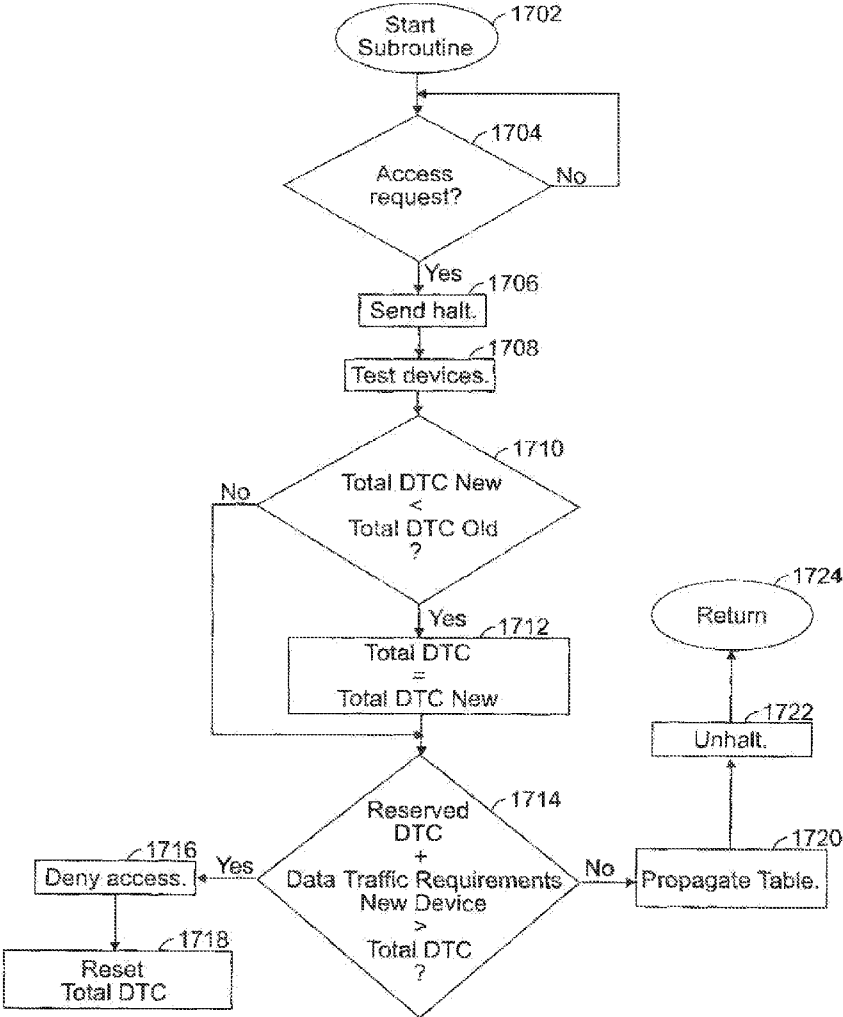 1702
Start
Subroutine
1704
Access
request?
No
Yes
1706
Send halt.
1708
Test devices.
1710
No
Total DTC New
<
Total DTC Old
?
Yes
1712
Total DTC
=
Total DTC New
1714
Reserved
DTC
+
Data Traffic Requirements
New Device
>
Total DTC
?
Yes
1716
Deny access.
1718
Reset
Total DTC
No
1720
Propagate Table.
1722
Unhalt.
1724
Return